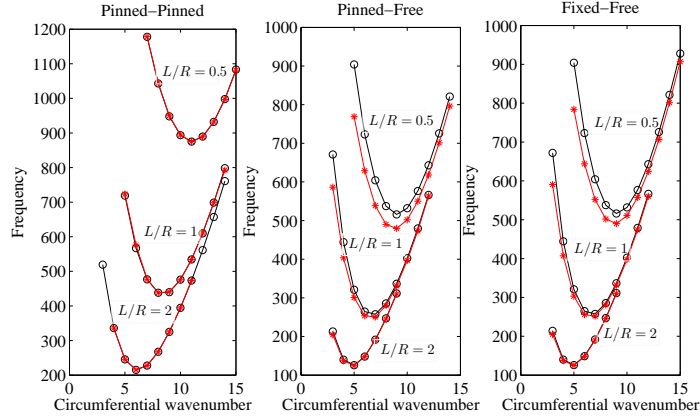 Pinned–Pinned
Pinned–Free
Fixed–Free
1200
1100
1000
900
800
700
600
500
400
300
200
100
Frequency
L/R = 0.5
L/R = 1
L/R = 2
0
5
10
15
Circumferential wavenumber
1000
900
800
700
600
500
400
300
200
100
Frequency
L/R = 0.5
L/R = 1
L/R = 2
0
5
10
15
Circumferential wavenumber
1000
900
800
700
600
500
400
300
200
100
Frequency
L/R = 0.5
L/R = 1
L/R = 2
0
5
10
15
Circumferential wavenumber